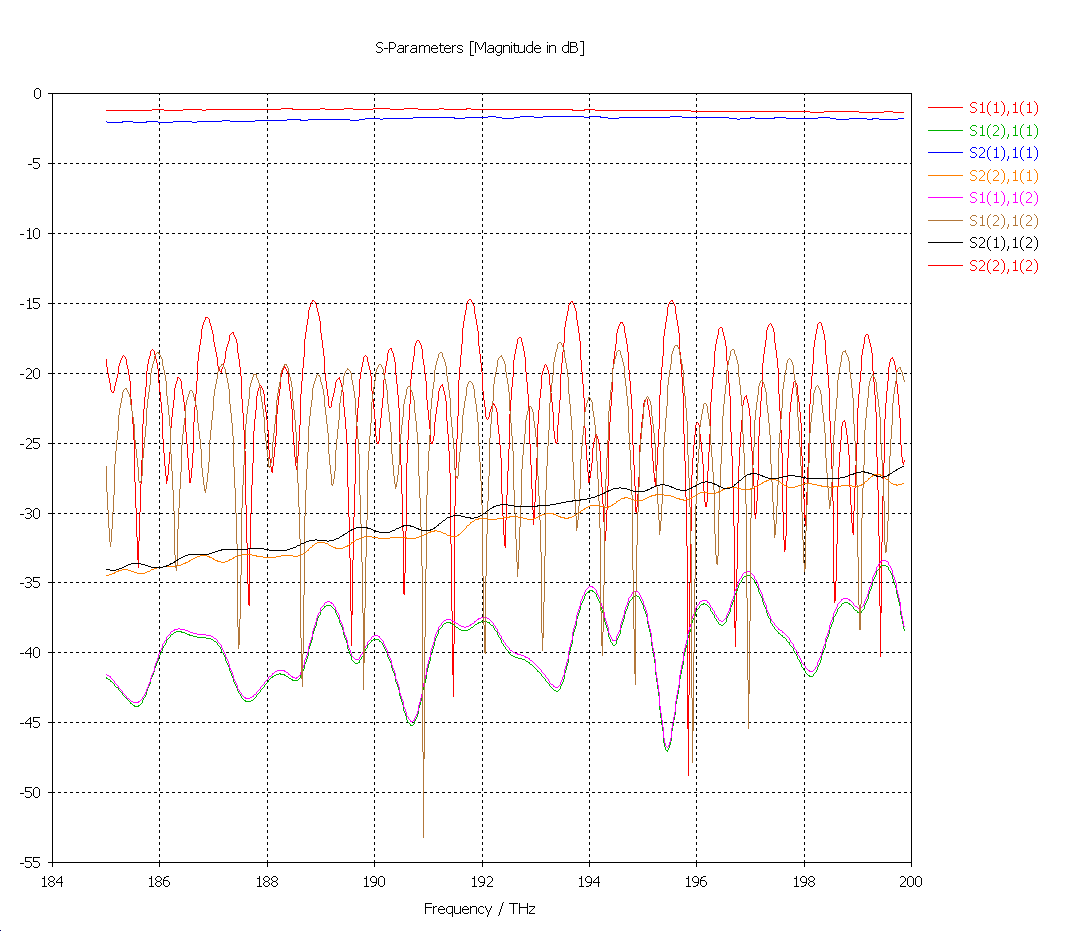 S-Parameters [Magnitude in dB]
0
-5
-10
-15
-20
-25
-30
-35
-40
-45
-50
-55
184
186
188
190
192
194
196
198
200
Frequency / THz
S1(1),1(1)
S1(2),1(1)
S2(1),1(1)
S2(2),1(1)
S1(1),1(2)
S1(2),1(2)
S2(1),1(2)
S2(2),1(2)